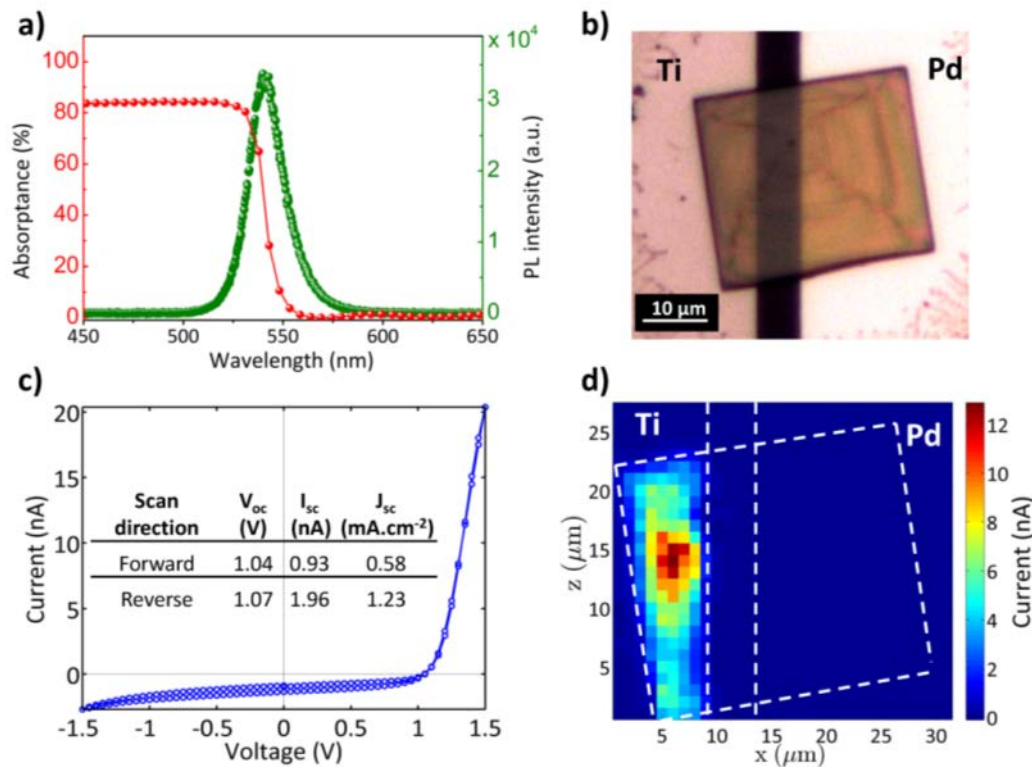 a)
x 10⁴
100
80
60
40
20
0
Absorptance (%)
3
2
1
0
PL intensity (a.u.)
450 500 550 600 650
Wavelength (nm)
b)
Ti
Pd
10 µm
c)
20
15
10
5
0
Current (nA)
Scan direction Voc (V) Isc (nA) Jsc (mA.cm⁻²)
Forward 1.04 0.93 0.58
Reverse 1.07 1.96 1.23
-1.5 -1 -0.5 0 0.5 1 1.5
Voltage (V)
d)
Ti
Pd
25
20
15
10
5
z (µm)
5 10 15 20 25 30
x (µm)
12
10
8
6
4
2
0
Current (nA)